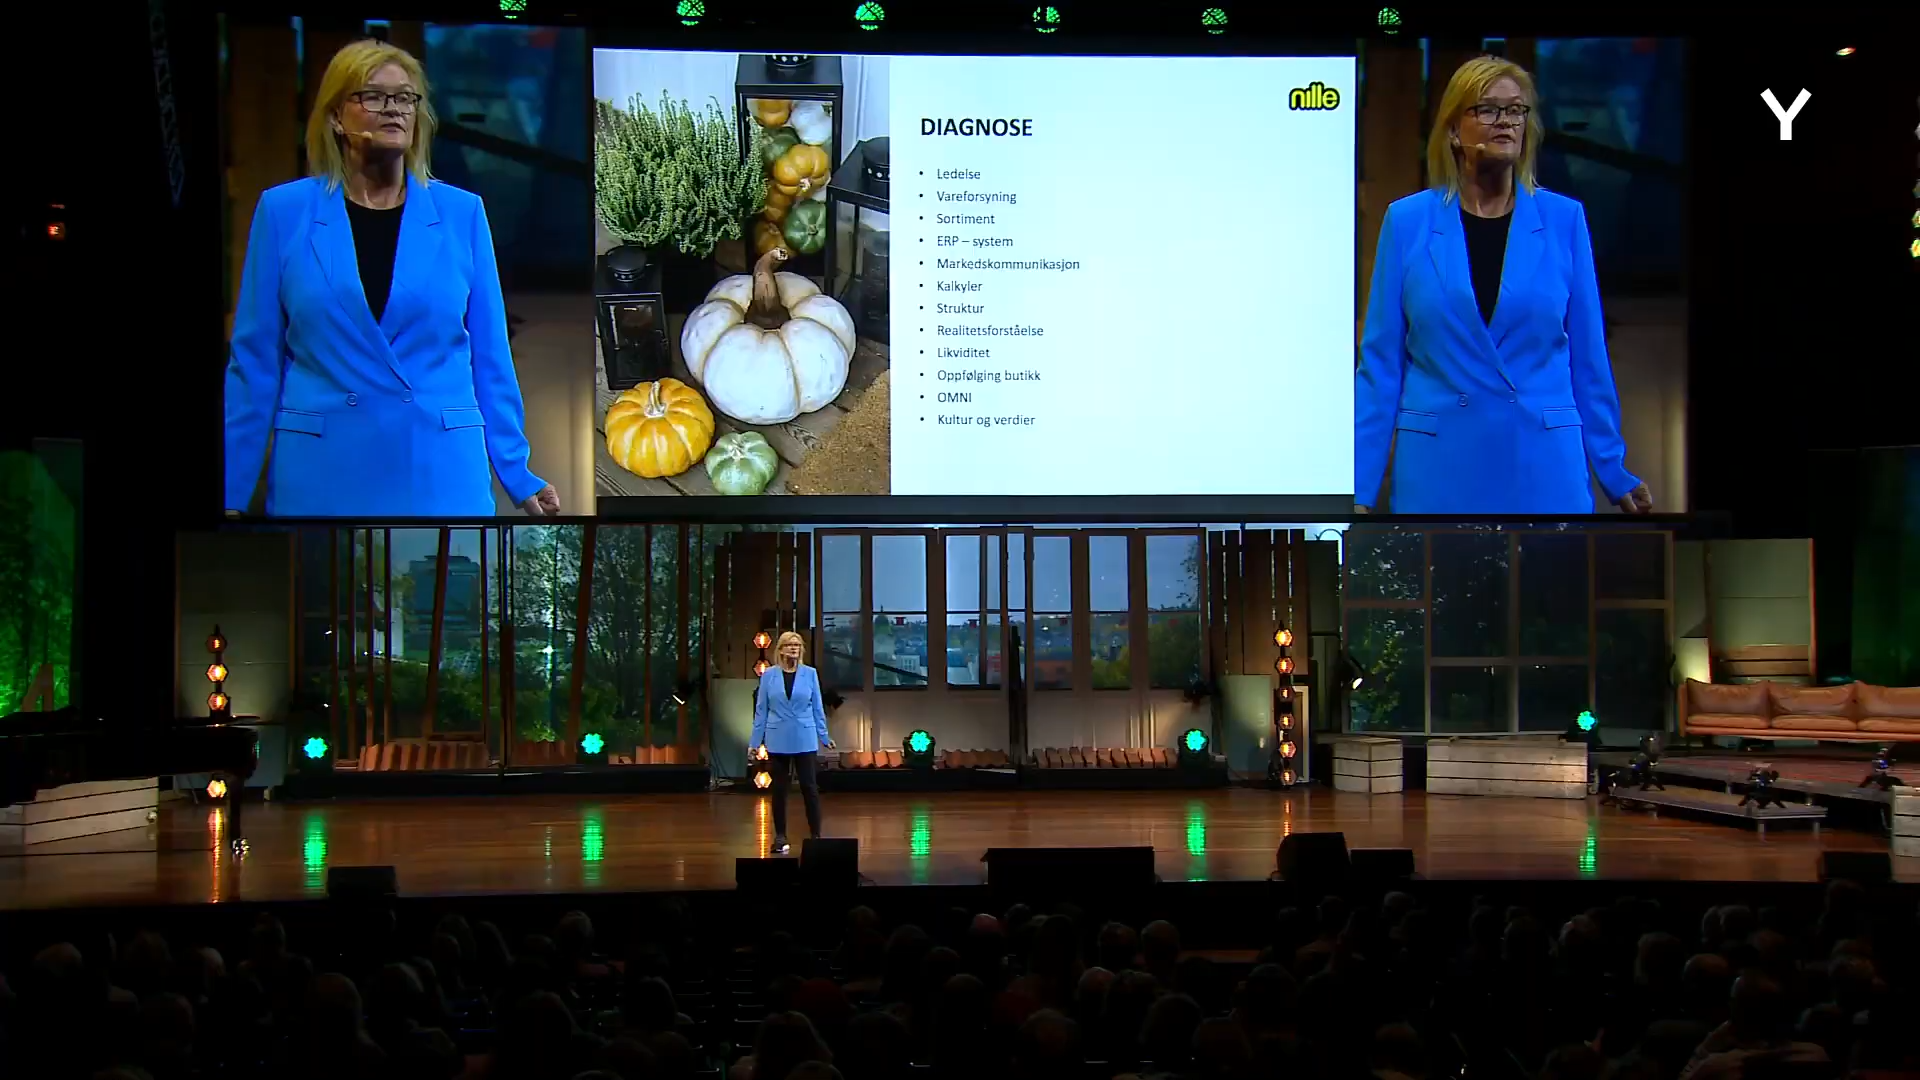 nille
Y
DIAGNOSE
• Ledelse
• Vareforsyning
• Sortiment
• ERP – system
• Markedskommunikasjon
• Kalkyler
• Struktur
• Realitetsforståelse
• Likviditet
• Oppfølging butikk
• OMNI
• Kultur og verdier